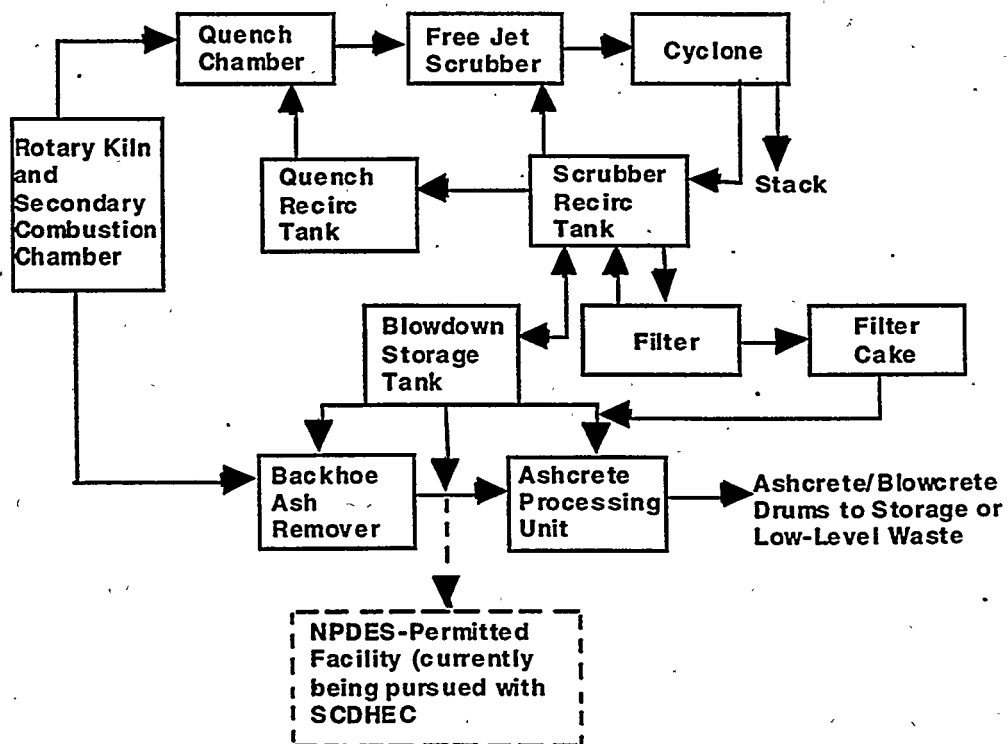 Quench
Chamber
Free Jet
Scrubber
Cyclone
Rotary Kiln
and
Secondary
Combustion
Chamber
Quench
Recirc
Tank
Scrubber
Recirc
Tank
Stack
Blowdown
Storage
Tank
Filter
Filter
Cake
Backhoe
Ash
Remover
Ashcrete
Processing
Unit
Ashcrete/Blowcrete
Drums to Storage or
Low-Level Waste
NPDES-Permitted
Facility (currently
being pursued with
SCDHEC